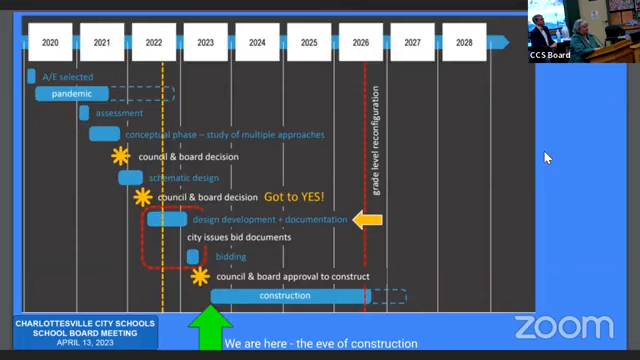 2020 2021 2022 2023 2024 2025 2026 2027 2028
A/E selected
pandemic
assessment
conceptual phase – study of multiple approaches
council & board decision
schematic design
council & board decision Got to YES!
design development + documentation
city issues bid documents
bidding
council & board approval to construct
construction
grade level reconfiguration
CCS Board
CHARLOTTESVILLE CITY SCHOOLS
SCHOOL BOARD MEETING
APRIL 13, 2023
We are here - the eve of construction
zoom